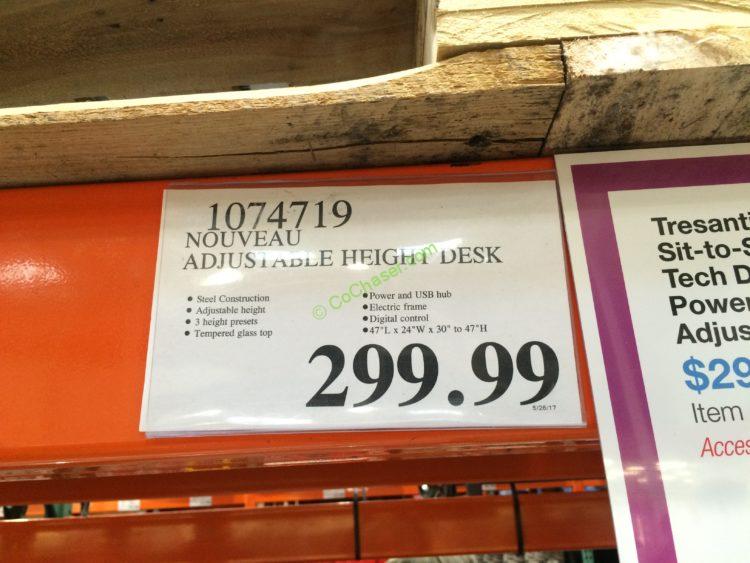 1074719
NOUVEAU
ADJUSTABLE HEIGHT DESK
• Steel Construction
• Adjustable height
• 3 height presets
• Tempered glass top
• Power and USB hub
• Electric frame
• Digital control
• 47"L x 24"W x 30" to 47"H
299.99
5/26/17
© CoChaser.com
Tresanti
Sit-to-S
Tech D
Power
Adjus
$29
Item
Acces